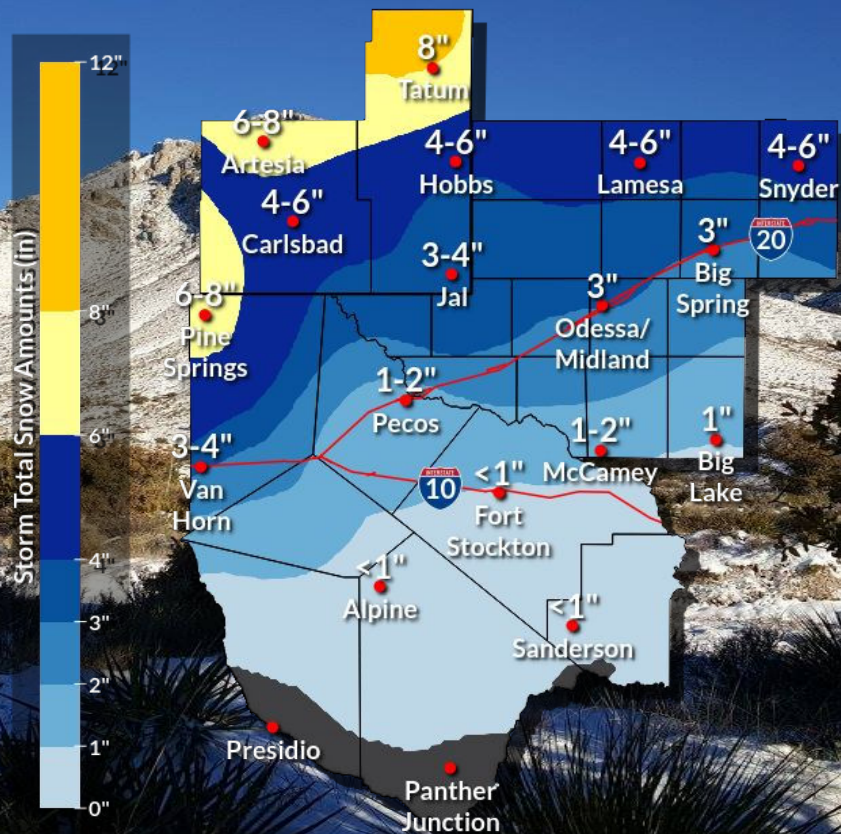 Storm Total Snow Amounts (in)
12"
8"
6"
4"
3"
2"
1"
0"
8"
Tatum
6-8"
Artesia
4-6"
Hobbs
4-6"
Lamesa
4-6"
Snyder
4-6"
Carlsbad
3-4"
Jal
3"
Big
Spring
INTERSTATE
20
6-8"
Pine
Springs
3"
Odessa/
Midland
1-2"
Pecos
3-4"
Van
Horn
INTERSTATE
10
<1"
Fort
Stockton
1-2"
McCamey
1"
Big
Lake
<1"
Alpine
<1"
Sanderson
Presidio
Panther
Junction